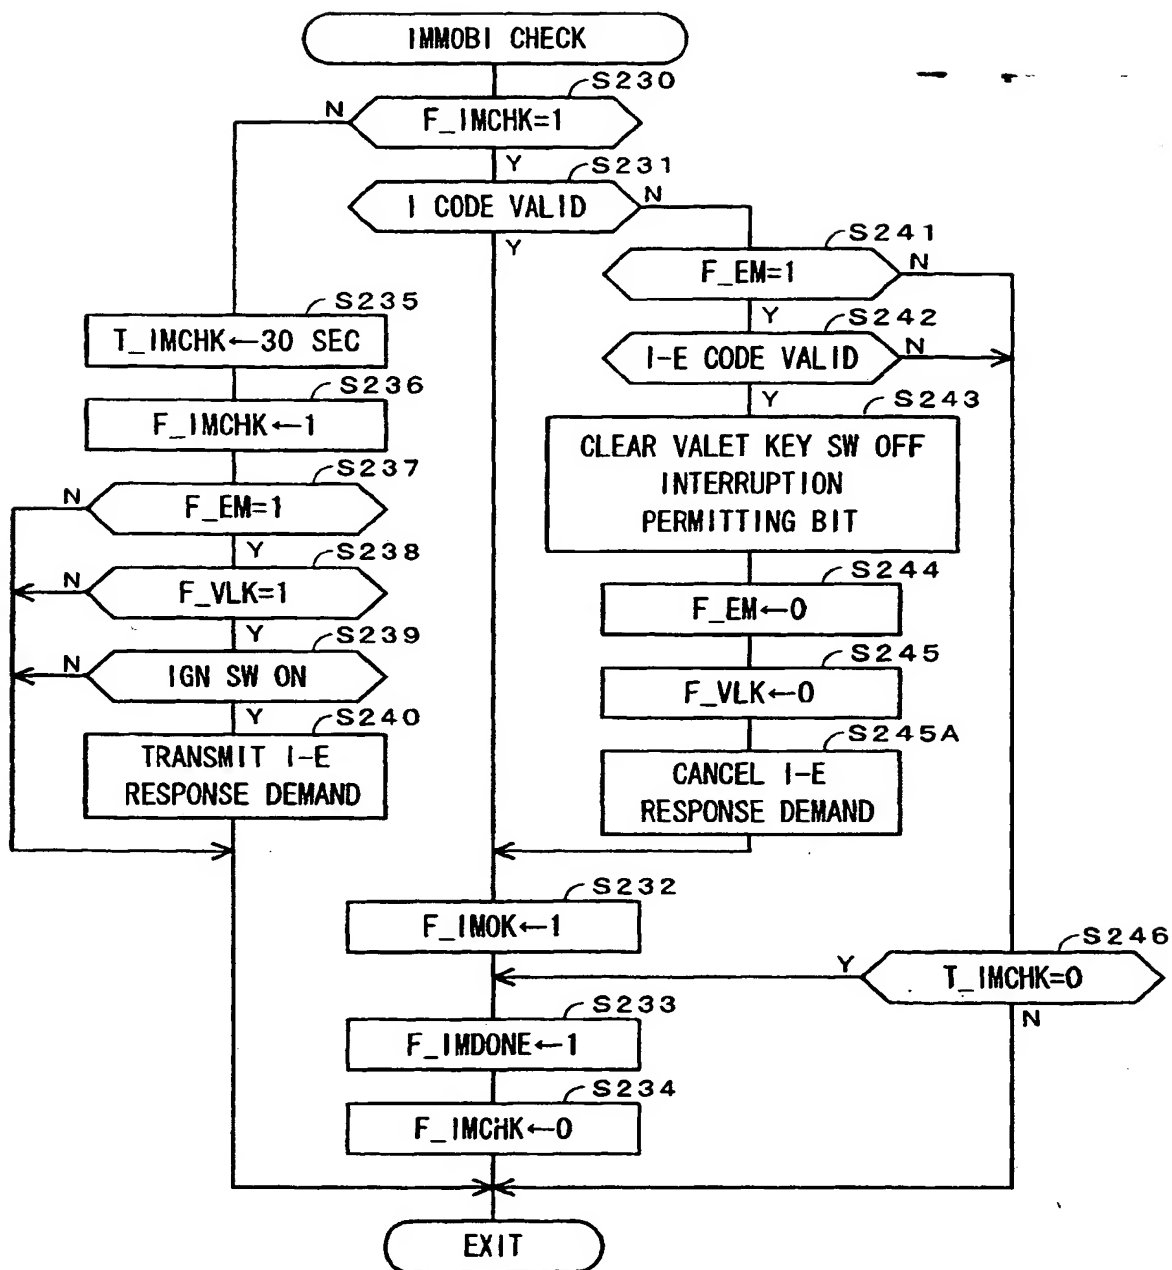 IMMOBI CHECK
S230
N
F_IMCHK=1
Y
S231
I CODE VALID
N
Y
S241
F_EM=1
N
Y
S235
T_IMCHK←30 SEC
S242
I-E CODE VALID
N
Y
S236
F_IMCHK←1
S243
CLEAR VALET KEY SW OFF
INTERRUPTION
PERMITTING BIT
S237
N
F_EM=1
Y
S238
N
F_VLK=1
Y
S244
F_EM←0
S239
N
IGN SW ON
Y
S245
F_VLK←0
S240
TRANSMIT I-E
RESPONSE DEMAND
S245A
CANCEL I-E
RESPONSE DEMAND
S232
F_IMOK←1
S246
Y
T_IMCHK=0
N
S233
F_IMDONE←1
S234
F_IMCHK←0
EXIT